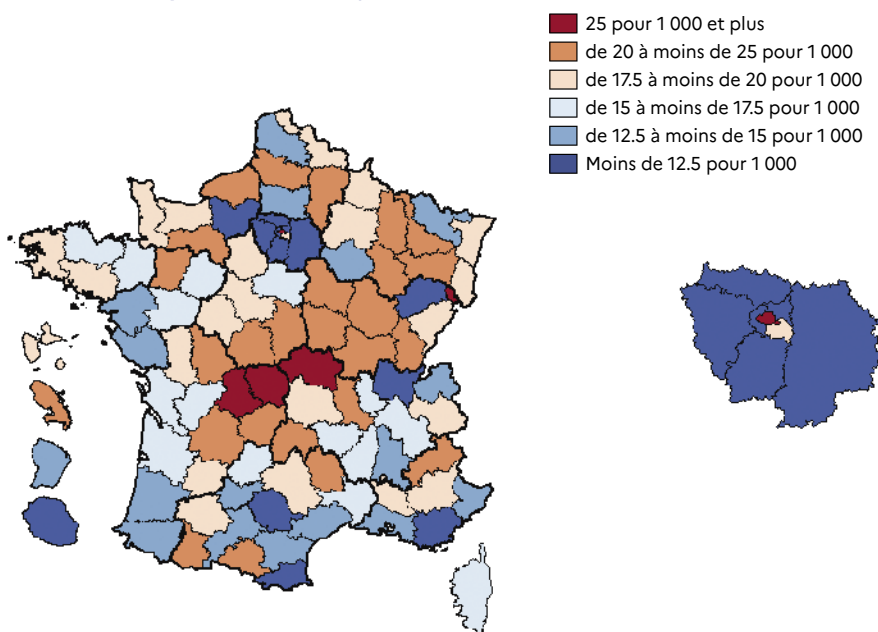 25 pour 1 000 et plus
de 20 à moins de 25 pour 1 000
de 17.5 à moins de 20 pour 1 000
de 15 à moins de 17.5 pour 1 000
de 12.5 à moins de 15 pour 1 000
Moins de 12.5 pour 1 000